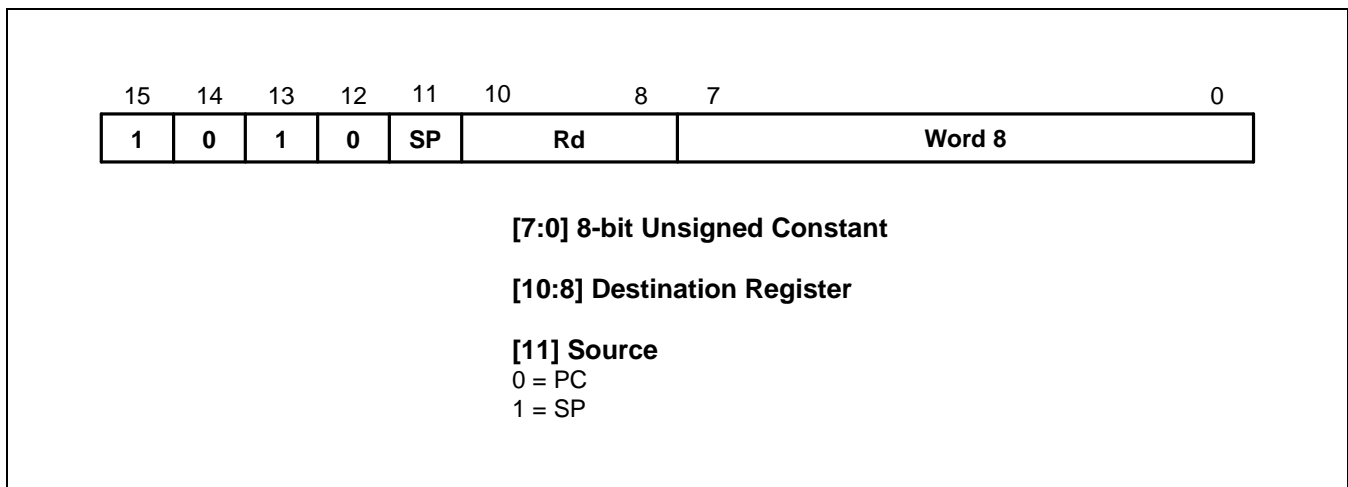 15 14 13 12 11 10 8 7 0
1 0 1 0 SP Rd Word 8
[7:0] 8-bit Unsigned Constant
[10:8] Destination Register
[11] Source
0 = PC
1 = SP